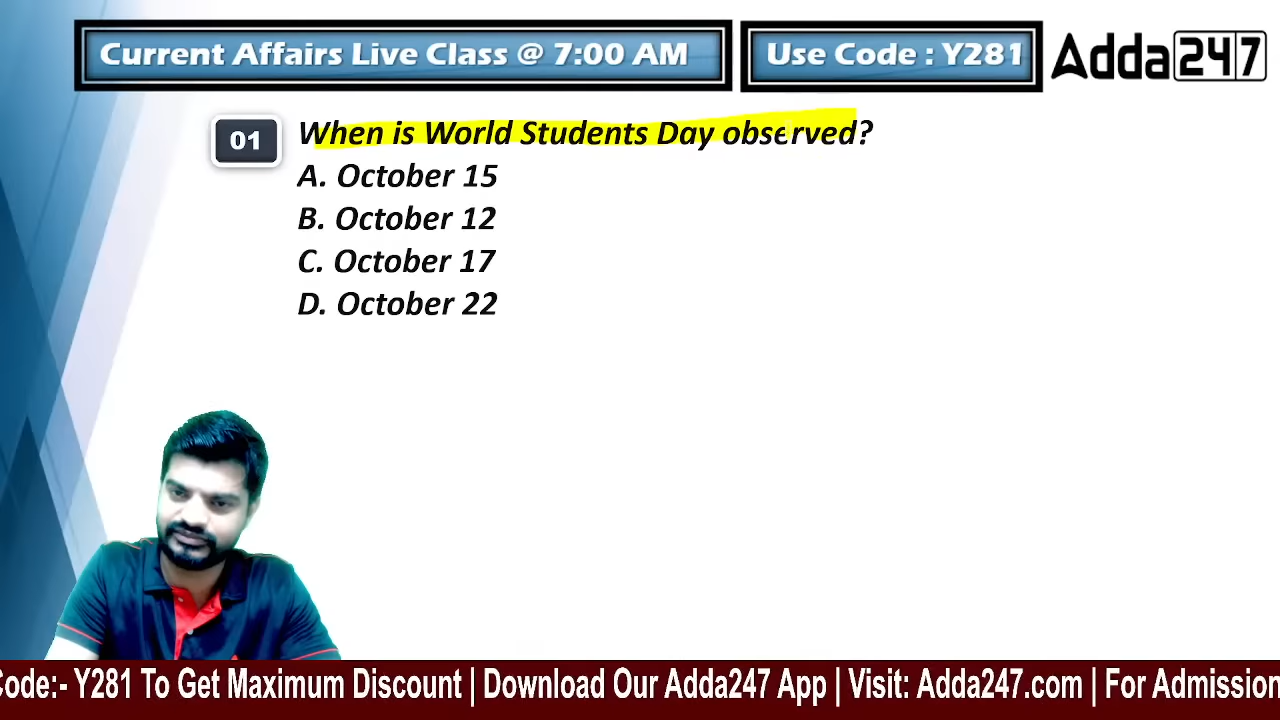 Current Affairs Live Class @ 7:00 AM
Use Code : Y281
Adda247
01
When is World Students Day observed?
A. October 15
B. October 12
C. October 17
D. October 22
Code:- Y281 To Get Maximum Discount | Download Our Adda247 App | Visit: Adda247.com | For Admission